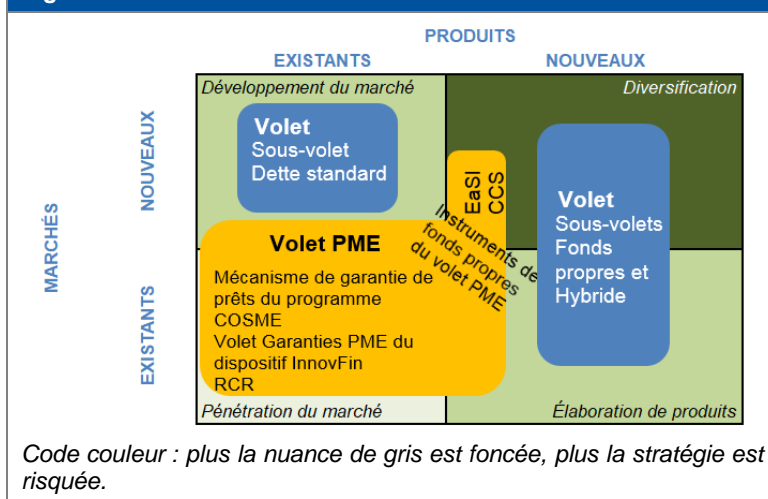 PRODUITS
EXISTANTS
NOUVEAUX
MARCHÉS
NOUVEAUX
EXISTANTS
Développement du marché
Diversification
Volet
Sous-volet
Dette standard
EaSI
CCS
Volet
Sous-volets
Fonds
propres et
Hybride
Instruments de
fonds propres
du volet PME
Volet PME
Mécanisme de garantie de
prêts du programme
COSME
Volet Garanties PME du
dispositif InnovFin
RCR
Pénétration du marché
Élaboration de produits
Code couleur : plus la nuance de gris est foncée, plus la stratégie est
risquée.